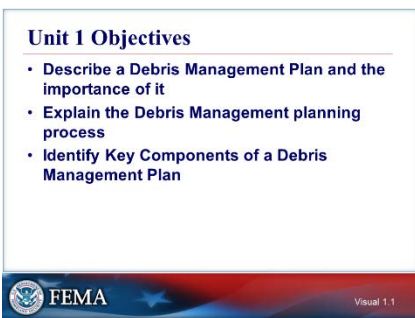 Unit 1 Objectives
• Describe a Debris Management Plan and the
importance of it
• Explain the Debris Management planning
process
• Identify Key Components of a Debris
Management Plan
FEMA
Visual 1.1